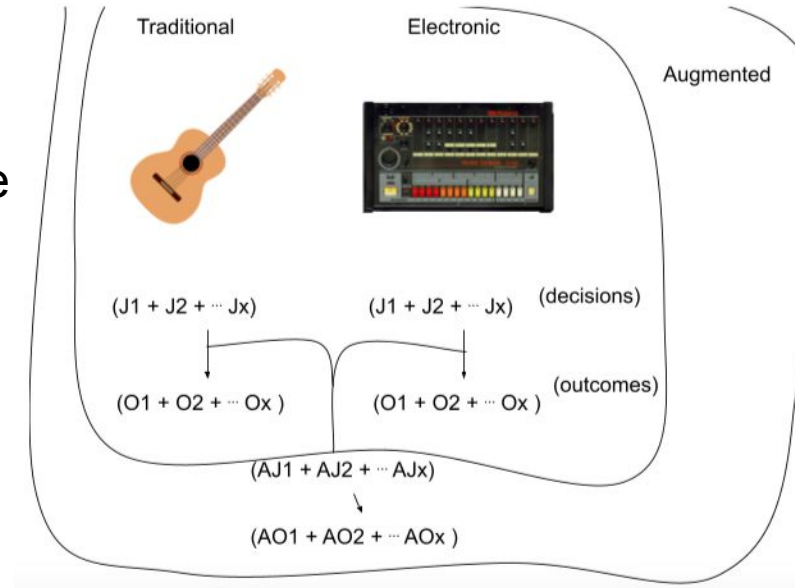 Traditional
Electronic
Augmented
e
(J1 + J2 + ··· Jx)
(J1 + J2 + ··· Jx)
(decisions)
(O1 + O2 + ··· Ox )
(O1 + O2 + ··· Ox )
(outcomes)
(AJ1 + AJ2 + ··· AJx)
(AO1 + AO2 + ··· AOx )